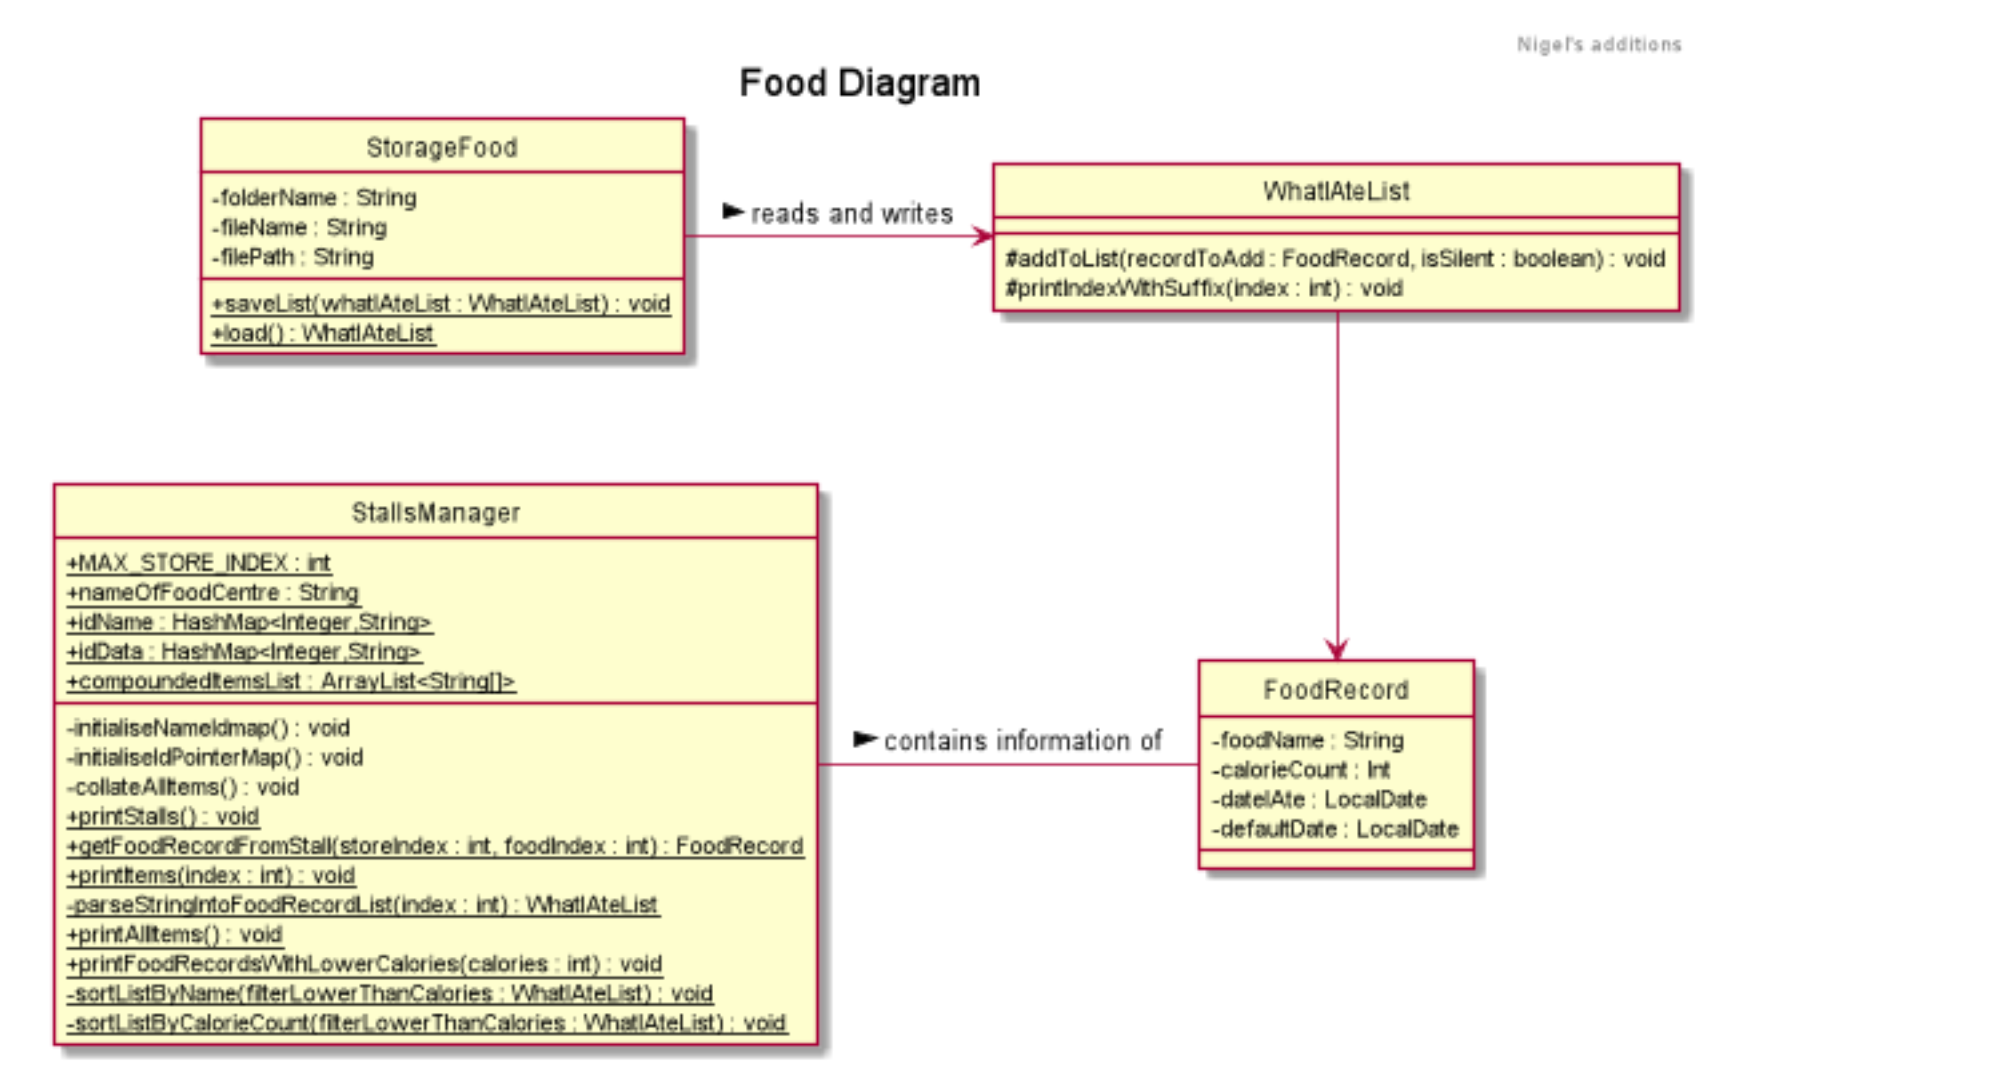 Nigel's additions
Food Diagram
StorageFood
-folderName : String
-fileName : String
-filePath : String
+saveList(whatIAteList : WhatIAteList) : void
+load() : WhatIAteList
reads and writes
WhatIAteList
#addToList(recordToAdd : FoodRecord, isSilent : boolean) : void
#printIndexWithSuffix(index : int) : void
StallsManager
+MAX_STORE_INDEX : int
+nameOfFoodCentre : String
+idName : HashMap<Integer,String>
+idData : HashMap<Integer,String>
+compoundedItemsList : ArrayList<String[]>
-initialiseNameIdmap() : void
-initialiseIdPointerMap() : void
-collateAllItems() : void
+printStalls() : void
+getFoodRecordFromStall(storeIndex : int, foodIndex : int) : FoodRecord
+printItems(index : int) : void
-parseStringIntoFoodRecordList(index : int) : WhatIAteList
+printAllItems() : void
+printFoodRecordsWithLowerCalories(calories : int) : void
-sortListByName(filterLowerThanCalories : WhatIAteList) : void
-sortListByCalorieCount(filterLowerThanCalories : WhatIAteList) : void
contains information of
FoodRecord
-foodName : String
-calorieCount : Int
-dateIAte : LocalDate
-defaultDate : LocalDate